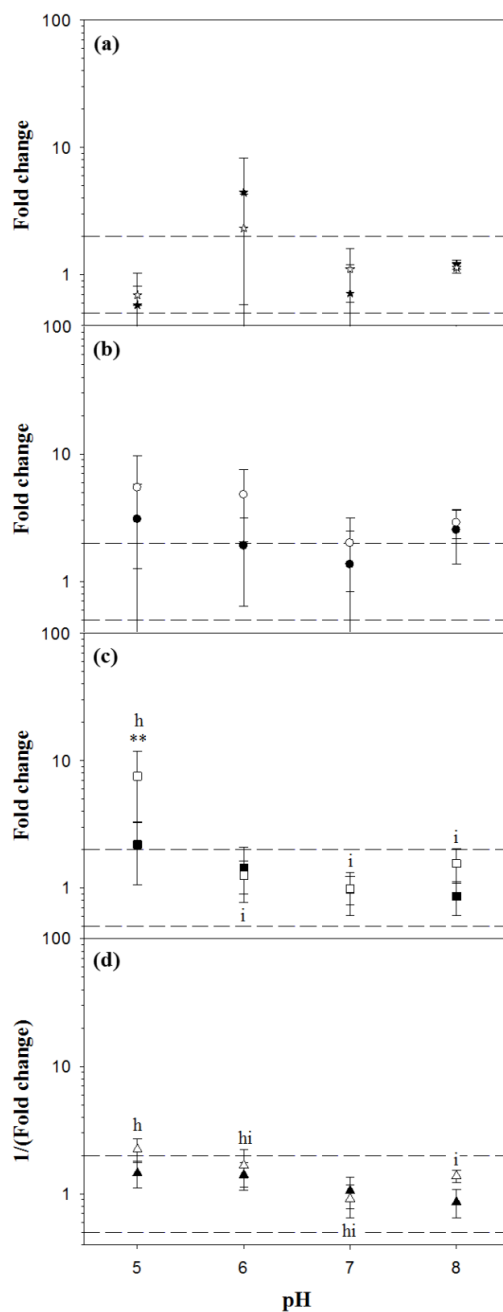 100
(a)
10
Fold change
1
100
(b)
10
Fold change
1
100
(c)
h
**
10
Fold change
i
i
1
i
100
(d)
10
1/(Fold change)
h
hi
i
1
hi
5 6 7 8
pH